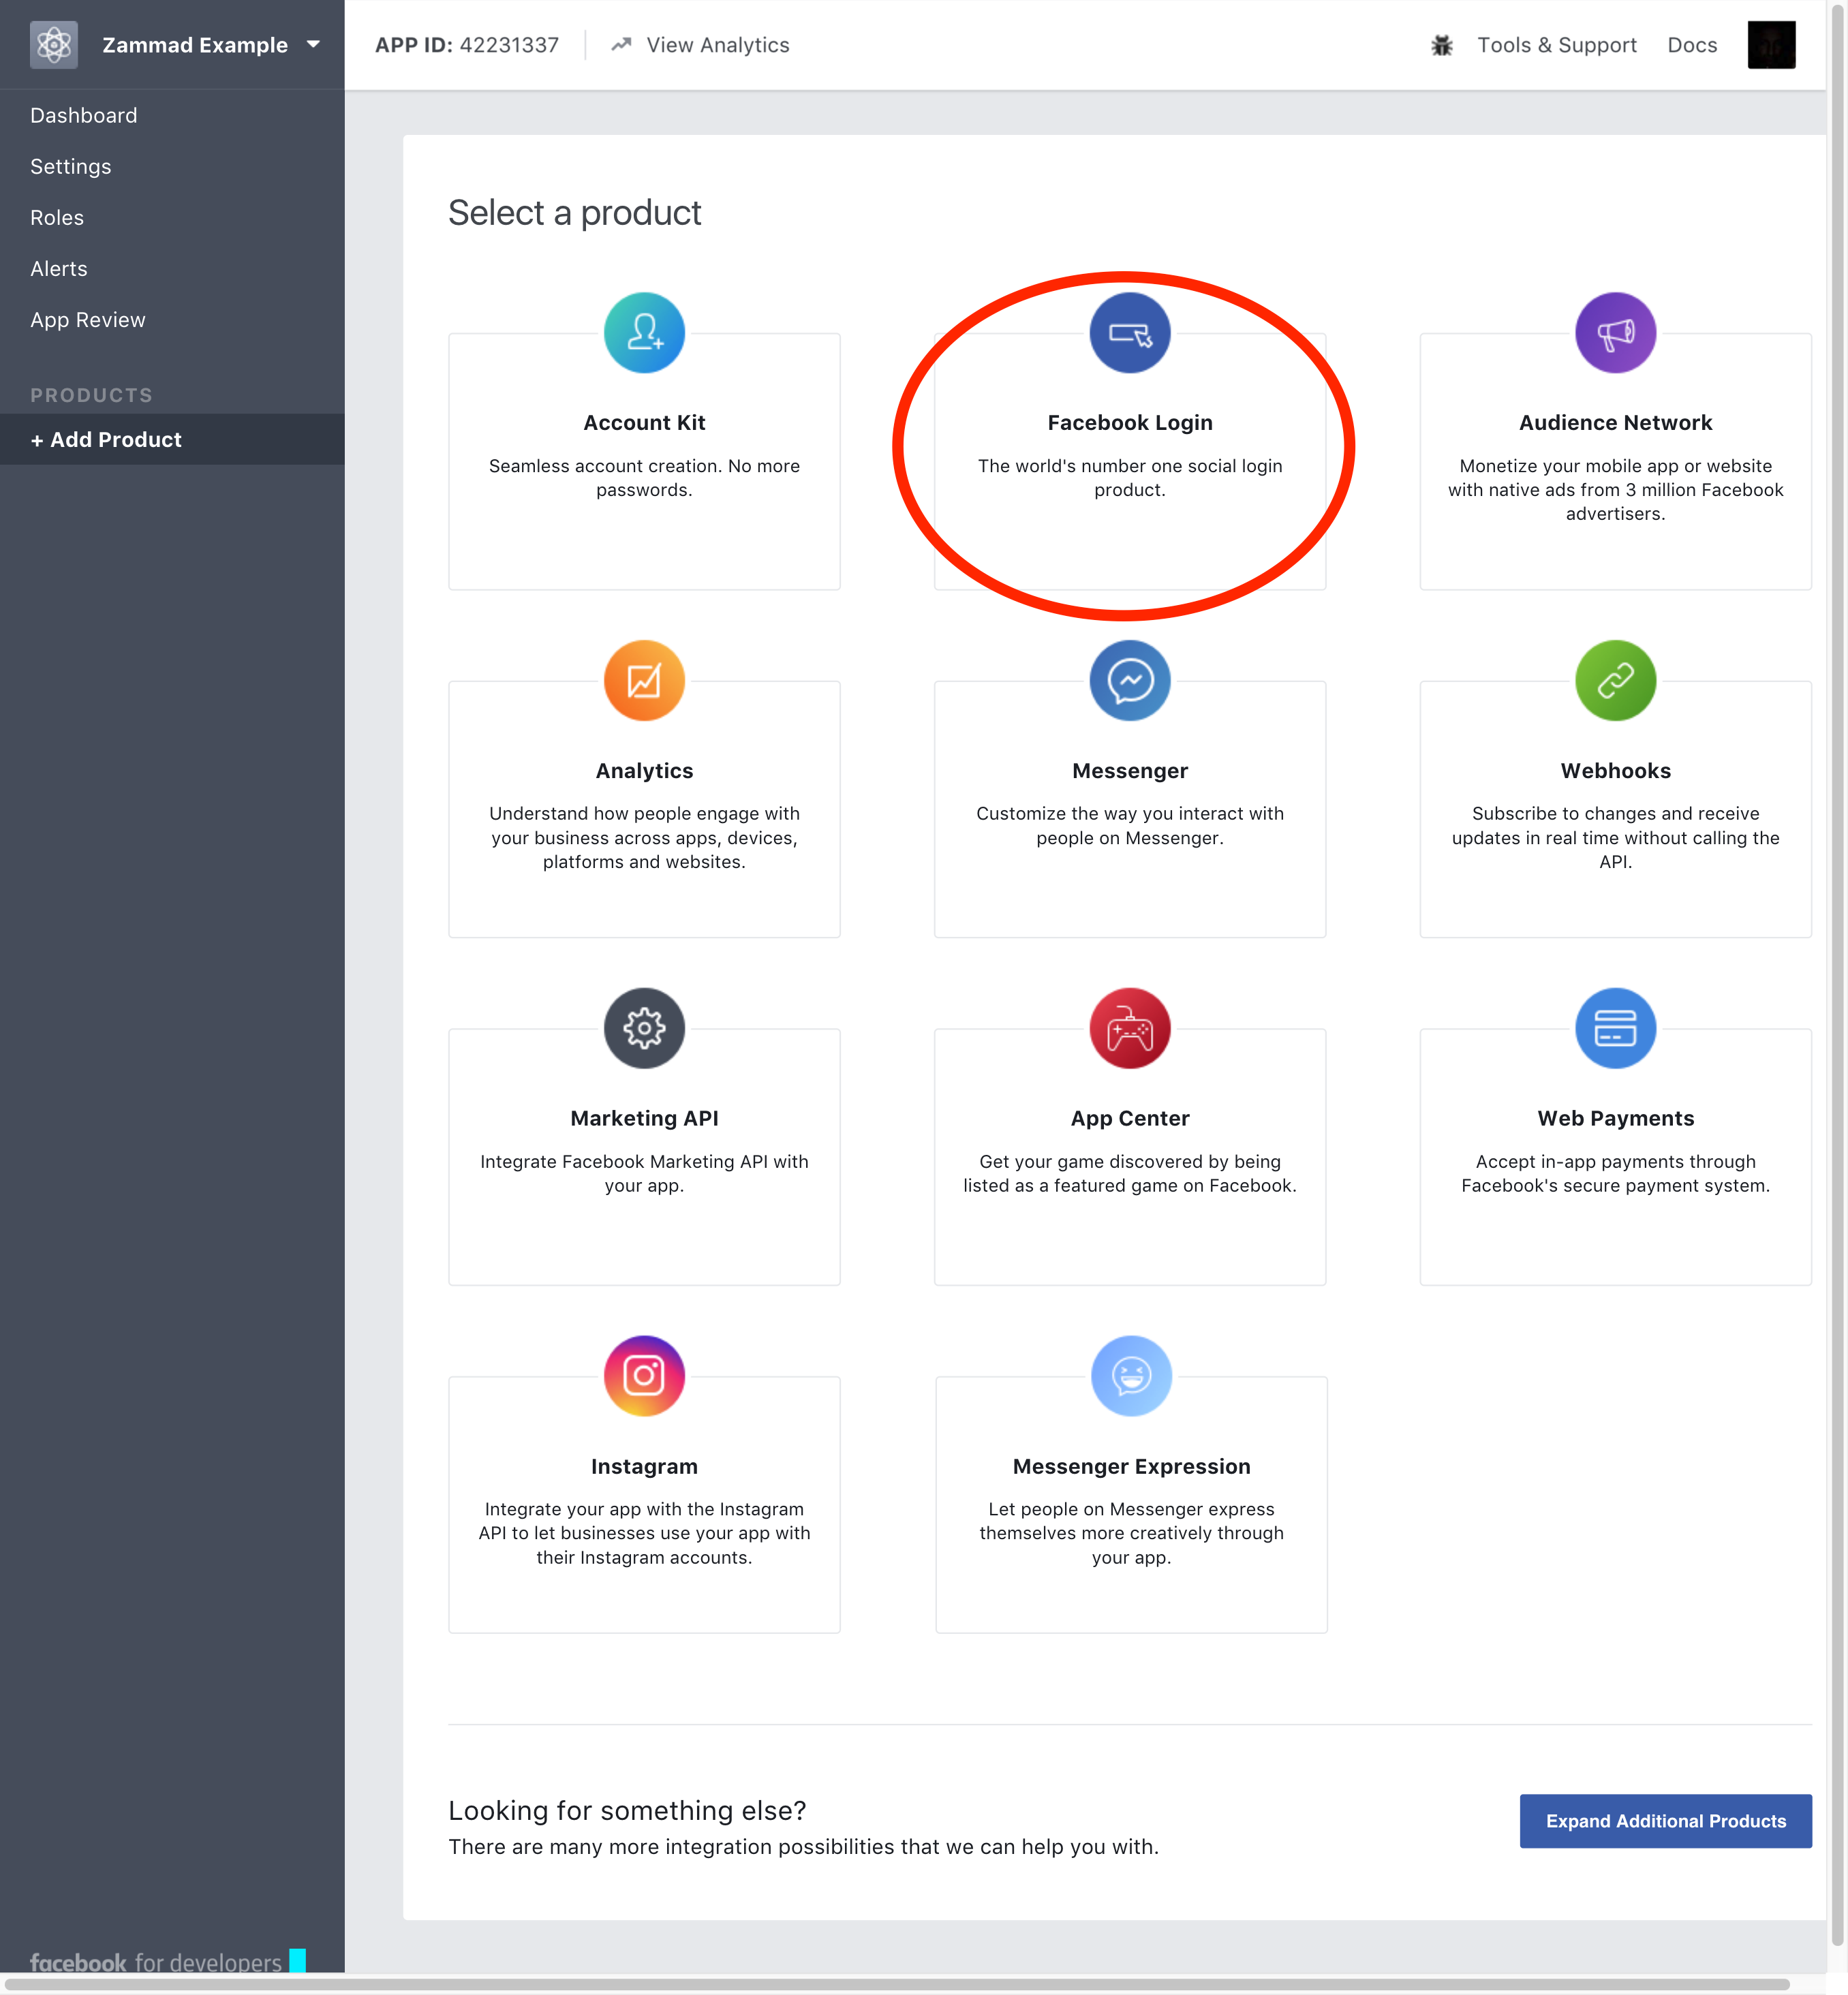 Zammad Example
APP ID: 42231337
View Analytics
Tools & Support
Docs
Dashboard
Settings
Roles
Alerts
App Review
PRODUCTS
+ Add Product
Select a product
Account Kit
Seamless account creation. No more
passwords.
Facebook Login
The world's number one social login
product.
Audience Network
Monetize your mobile app or website
with native ads from 3 million Facebook
advertisers.
Analytics
Understand how people engage with
your business across apps, devices,
platforms and websites.
Messenger
Customize the way you interact with
people on Messenger.
Webhooks
Subscribe to changes and receive
updates in real time without calling the
API.
Marketing API
Integrate Facebook Marketing API with
your app.
App Center
Get your game discovered by being
listed as a featured game on Facebook.
Web Payments
Accept in-app payments through
Facebook's secure payment system.
Instagram
Integrate your app with the Instagram
API to let businesses use your app with
their Instagram accounts.
Messenger Expression
Let people on Messenger express
themselves more creatively through
your app.
Looking for something else?
There are many more integration possibilities that we can help you with.
Expand Additional Products
facebook for developers